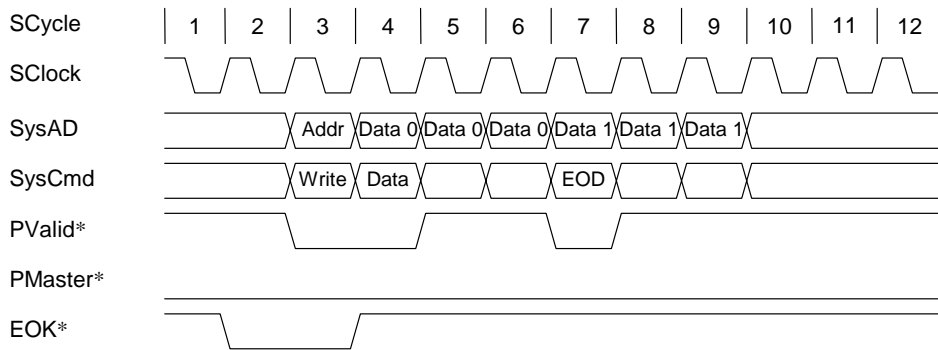 SCycle 1 2 3 4 5 6 7 8 9 10 11 12
SClock
SysAD Addr Data 0 Data 0 Data 0 Data 1 Data 1 Data 1
SysCmd Write Data EOD
PValid*
PMaster*
EOK*